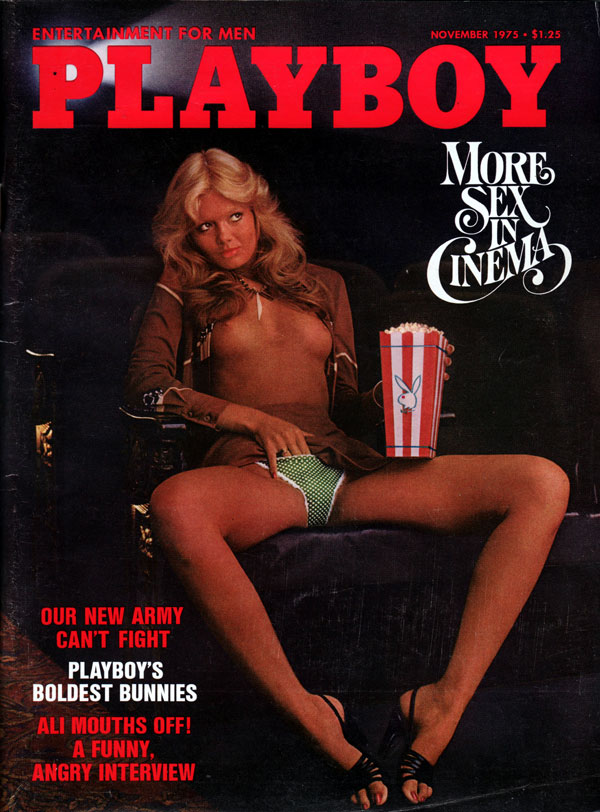 ENTERTAINMENT FOR MEN
NOVEMBER 1975 • $1.25
PLAYBOY
MORE
SEX
IN
CINEMA
OUR NEW ARMY
CAN'T FIGHT
PLAYBOY'S
BOLDEST BUNNIES
ALI MOUTHS OFF!
A FUNNY,
ANGRY INTERVIEW